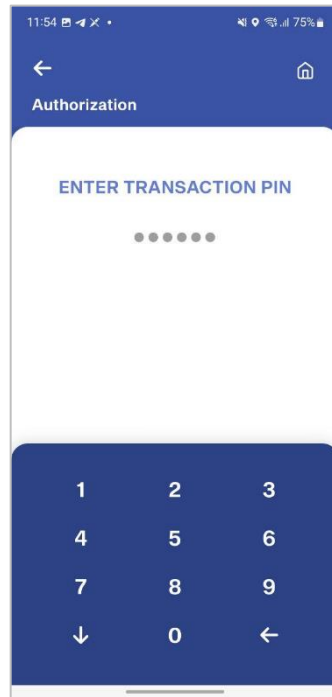 11:54 75%
Authorization
ENTER TRANSACTION PIN
1 2 3
4 5 6
7 8 9
0